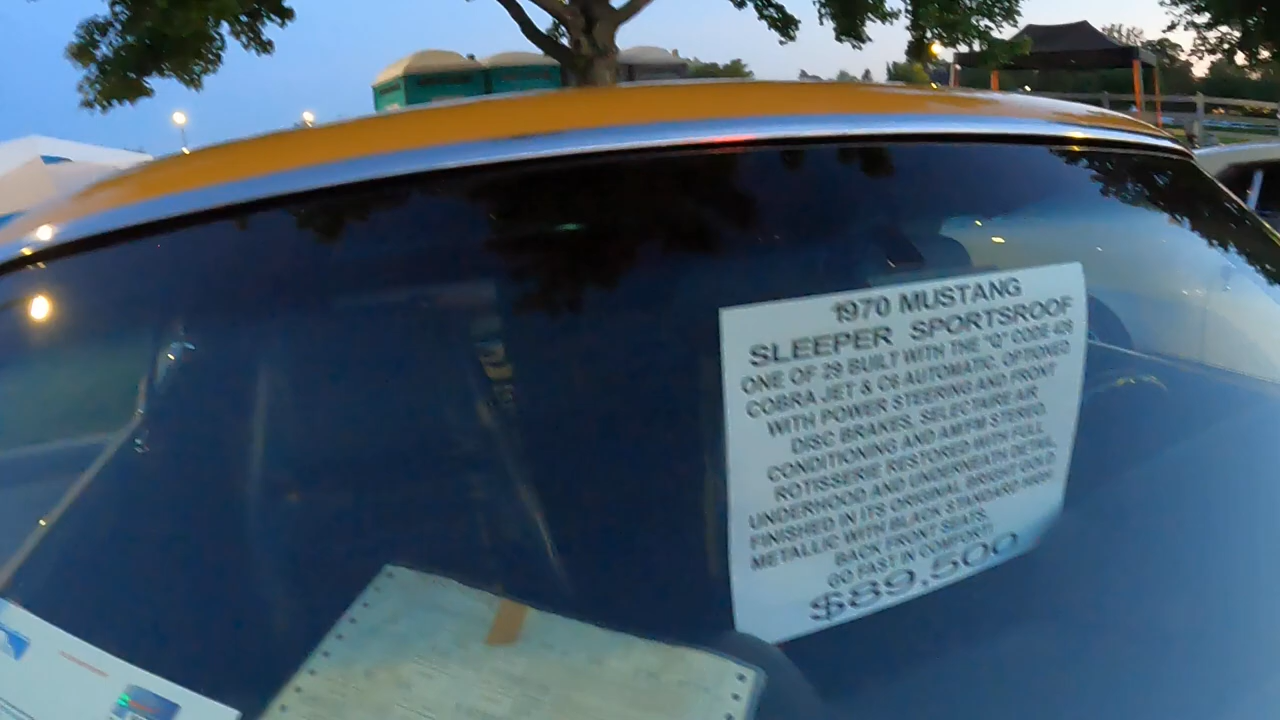 1970 MUSTANG
SLEEPER SPORTSROOF
ONE OF 29 BUILT WITH THE "Q" CODE 428
COBRA JET & C6 AUTOMATIC. OPTIONED
WITH POWER STEERING AND FRONT
DISC BRAKES, SELECTAIRE AIR
CONDITIONING AND AM/FM STEREO.
ROTISSERIE RESTORED WITH FULL
UNDERHOOD AND UNDERNEATH DETAIL.
FINISHED IN ITS ORIGINAL BRIGHT GOLD
METALLIC WITH BLACK STANDARD HIGH
BACK FRONT SEATS.
GO FAST IN COMFORT!
$89,500